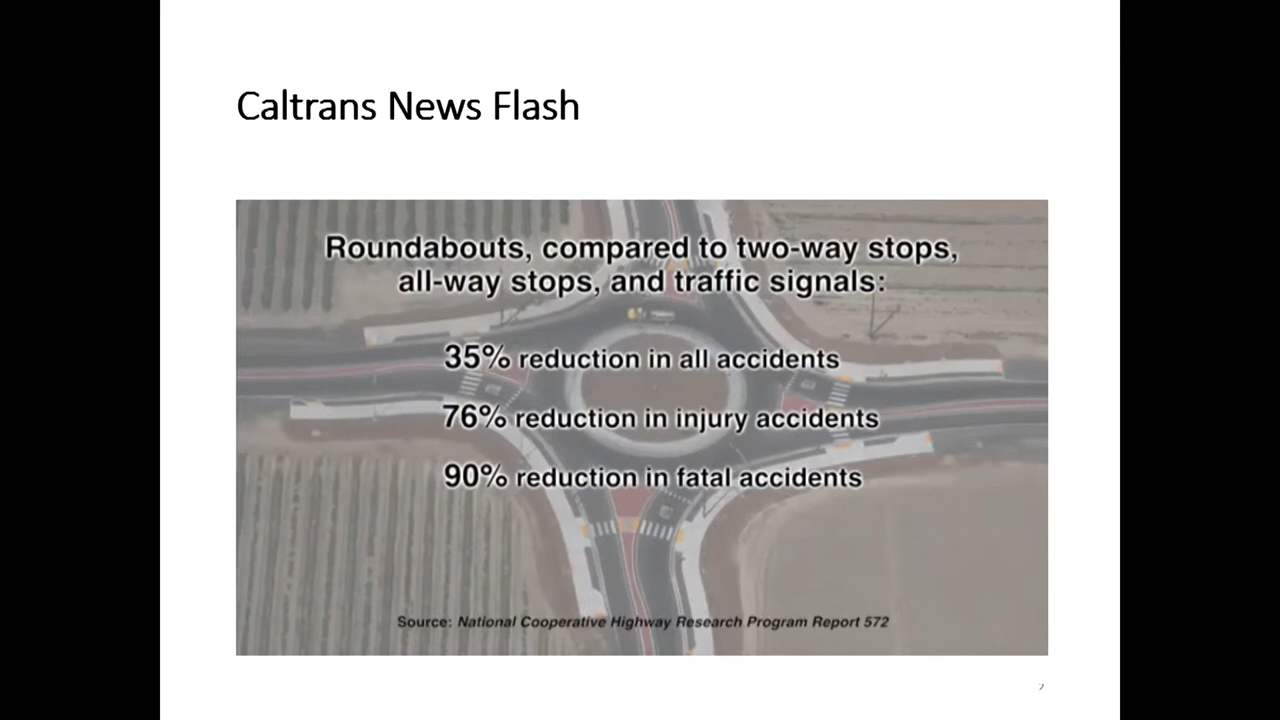 Caltrans News Flash
Roundabouts, compared to two-way stops,
all-way stops, and traffic signals:
35% reduction in all accidents
76% reduction in injury accidents
90% reduction in fatal accidents
Source: National Cooperative Highway Research Program Report 572